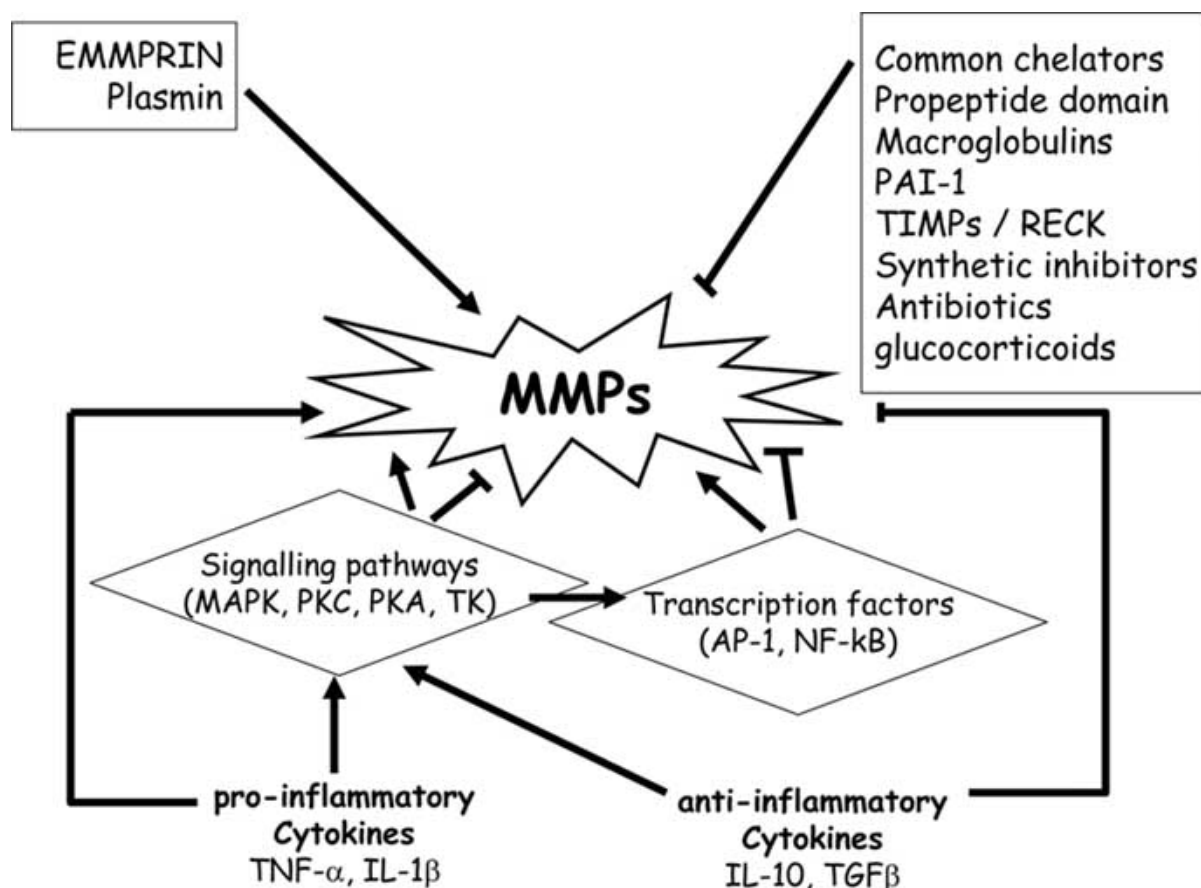 EMMPRIN
Plasmin
Common chelators
Propeptide domain
Macroglobulins
PAI-1
TIMPs / RECK
Synthetic inhibitors
Antibiotics
glucocorticoids
MMPs
Signalling pathways
(MAPK, PKC, PKA, TK)
Transcription factors
(AP-1, NF-kB)
pro-inflammatory
Cytokines
TNF-α, IL-1β
anti-inflammatory
Cytokines
IL-10, TGFβ